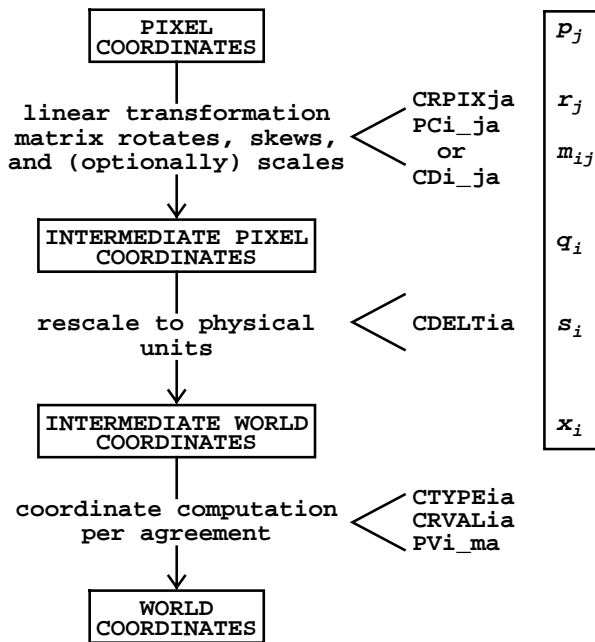 PIXEL
COORDINATES
p_j
linear transformation
matrix rotates, skews,
and (optionally) scales
CRPIXja
PCi_ja
or
CDi_ja
r_j
m_ij
INTERMEDIATE PIXEL
COORDINATES
q_i
rescale to physical
units
CDELTia
s_i
INTERMEDIATE WORLD
COORDINATES
x_i
coordinate computation
per agreement
CTYPEia
CRVALia
PVi_ma
WORLD
COORDINATES